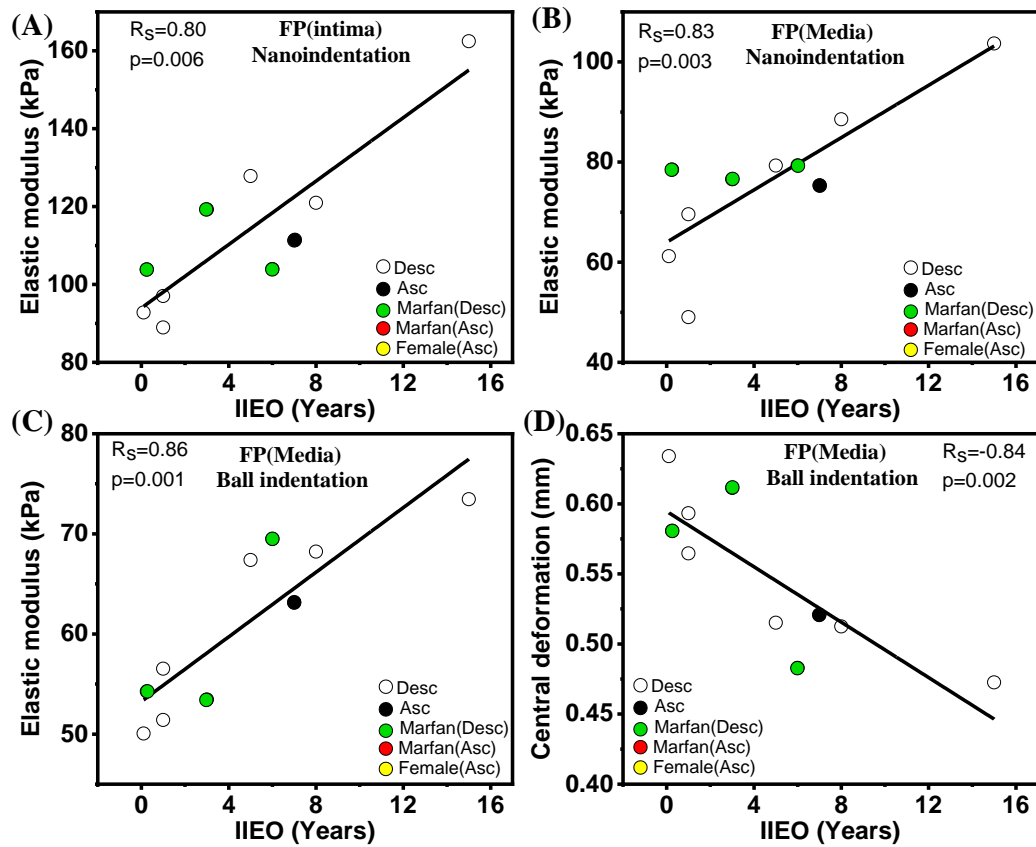 (A)
R_S=0.80
p=0.006
FP(intima)
Nanoindentation
Elastic modulus (kPa)
160
140
120
100
80
0 4 8 12 16
IIEO (Years)
Desc
Asc
Marfan(Desc)
Marfan(Asc)
Female(Asc)
(B)
R_S=0.83
p=0.003
FP(Media)
Nanoindentation
Elastic modulus (kPa)
100
80
60
40
0 4 8 12 16
IIEO (Years)
Desc
Asc
Marfan(Desc)
Marfan(Asc)
Female(Asc)
(C)
R_S=0.86
p=0.001
FP(Media)
Ball indentation
Elastic modulus (kPa)
80
70
60
50
0 4 8 12 16
IIEO (Years)
Desc
Asc
Marfan(Desc)
Marfan(Asc)
Female(Asc)
(D)
FP(Media)
Ball indentation
R_S=-0.84
p=0.002
Central deformation (mm)
0.65
0.60
0.55
0.50
0.45
0.40
0 4 8 12 16
IIEO (Years)
Desc
Asc
Marfan(Desc)
Marfan(Asc)
Female(Asc)